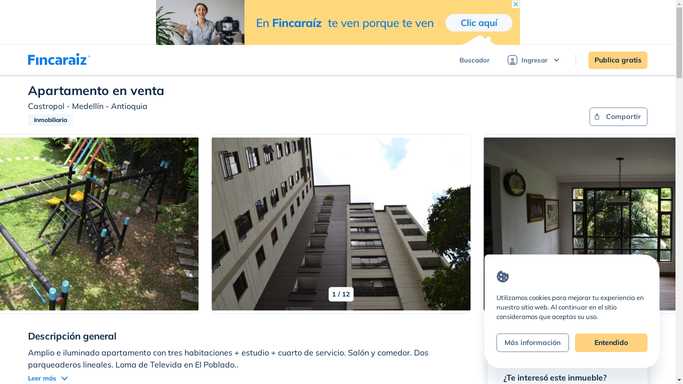 En Fincaraíz te ven porque te ven
Clic aquí
Fincaraíz
Buscador
Ingresar
Publica gratis
Apartamento en venta
Castropol - Medellín - Antioquia
Inmobiliaria
Compartir
1 / 12
Utilizamos cookies para mejorar tu experiencia en
nuestro sitio web. Al continuar en el sitio
consideramos que aceptas su uso.
Más información
Entendido
Descripción general
Amplio e iluminado apartamento con tres habitaciones + estudio + cuarto de servicio. Salón y comedor. Dos
parqueaderos lineales. Loma de Televida en El Poblado..
Leer más
¿Te interesó este inmueble?